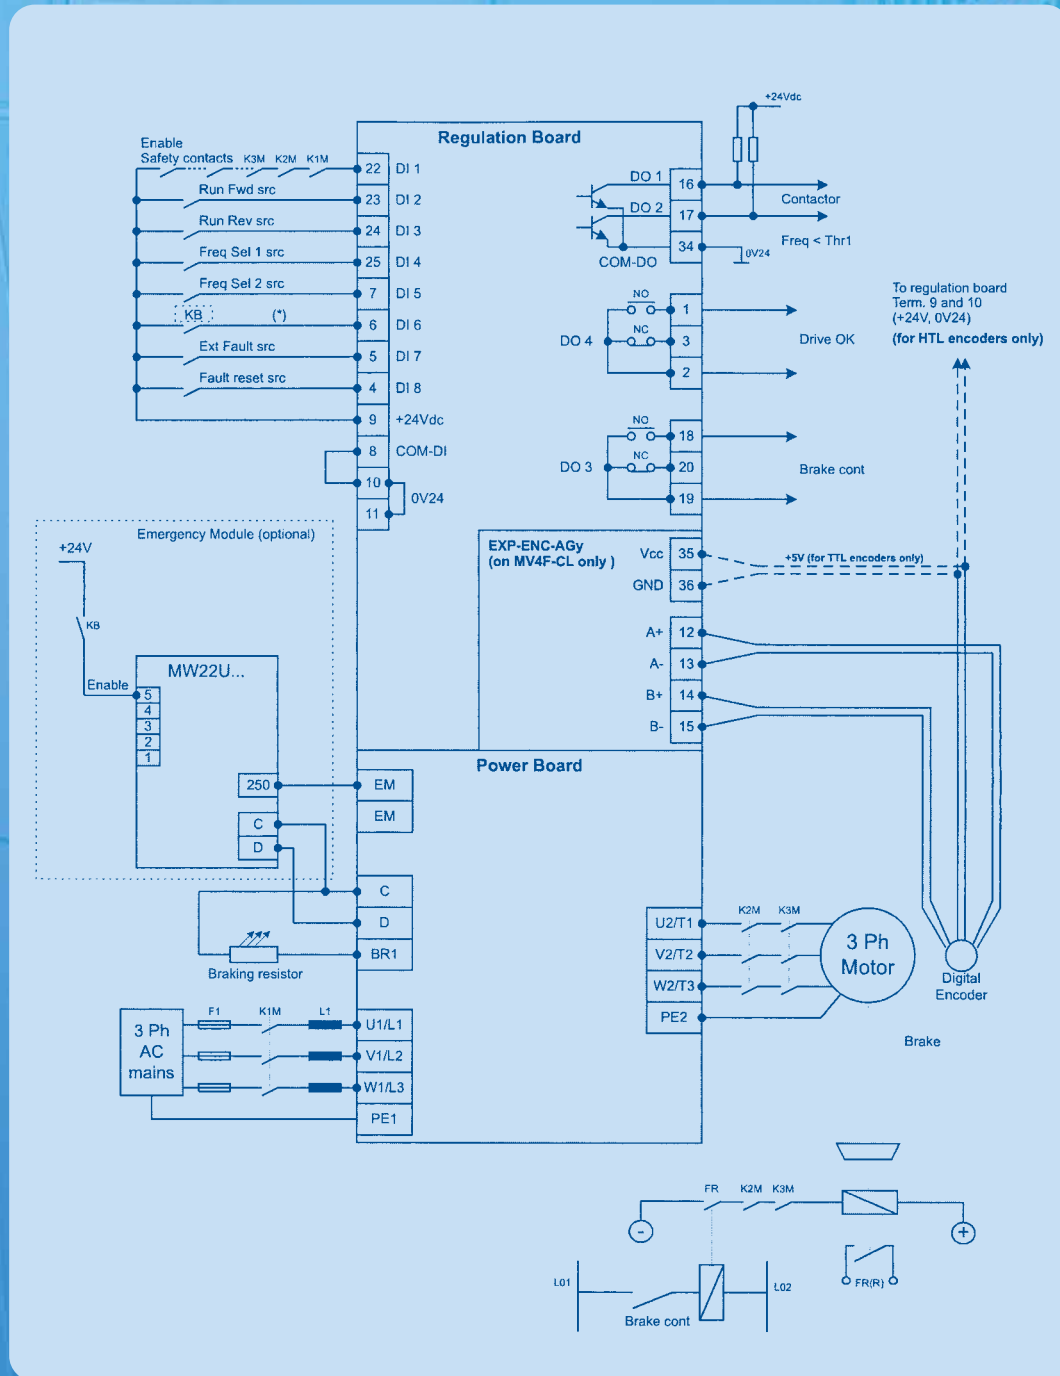 +24Vdc
Regulation Board
Enable
Safety contacts K3M K2M K1M
22 DI 1
Run Fwd src
23 DI 2
Run Rev src
24 DI 3
Freq Sel 1 src
25 DI 4
Freq Sel 2 src
7 DI 5
KB (*)
6 DI 6
Ext Fault src
5 DI 7
Fault reset src
4 DI 8
9 +24Vdc
8 COM-DI
10
0V24
11
DO 1 16
Contactor
DO 2 17
Freq < Thr1
34
0V24
COM-DO
NO
1
DO 4
NC
3
Drive OK
2
NO
18
DO 3
NC
20
Brake cont
19
To regulation board
Term. 9 and 10
(+24V, 0V24)
(for HTL encoders only)
Emergency Module (optional)
+24V
KB
Enable
MW22U...
5
4
3
2
1
250
C
D
EXP-ENC-AGy
(on MV4F-CL only )
Vcc 35
+5V (for TTL encoders only)
GND 36
A+ 12
A- 13
B+ 14
B- 15
Power Board
EM
EM
C
D
BR1
Braking resistor
3 Ph
AC
mains
F1 K1M L1
U1/L1
V1/L2
W1/L3
PE1
U2/T1
V2/T2
W2/T3
PE2
K2M K3M
3 Ph
Motor
Digital
Encoder
Brake
FR K2M K3M
-
+
FR(R)
L01
L02
Brake cont